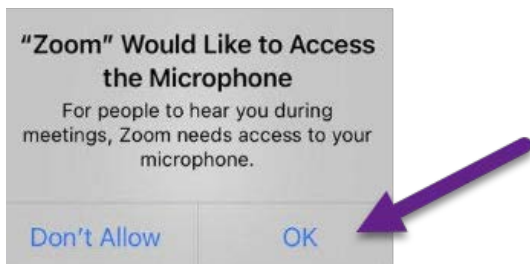 “Zoom” Would Like to Access
the Microphone
For people to hear you during
meetings, Zoom needs access to your
microphone.
Don’t Allow
OK